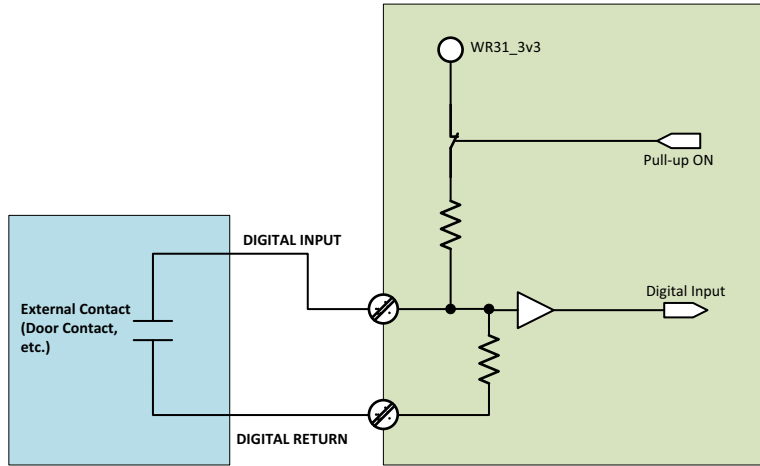 WR31_3v3
Pull-up ON
DIGITAL INPUT
Digital Input
External Contact
(Door Contact,
etc.)
DIGITAL RETURN